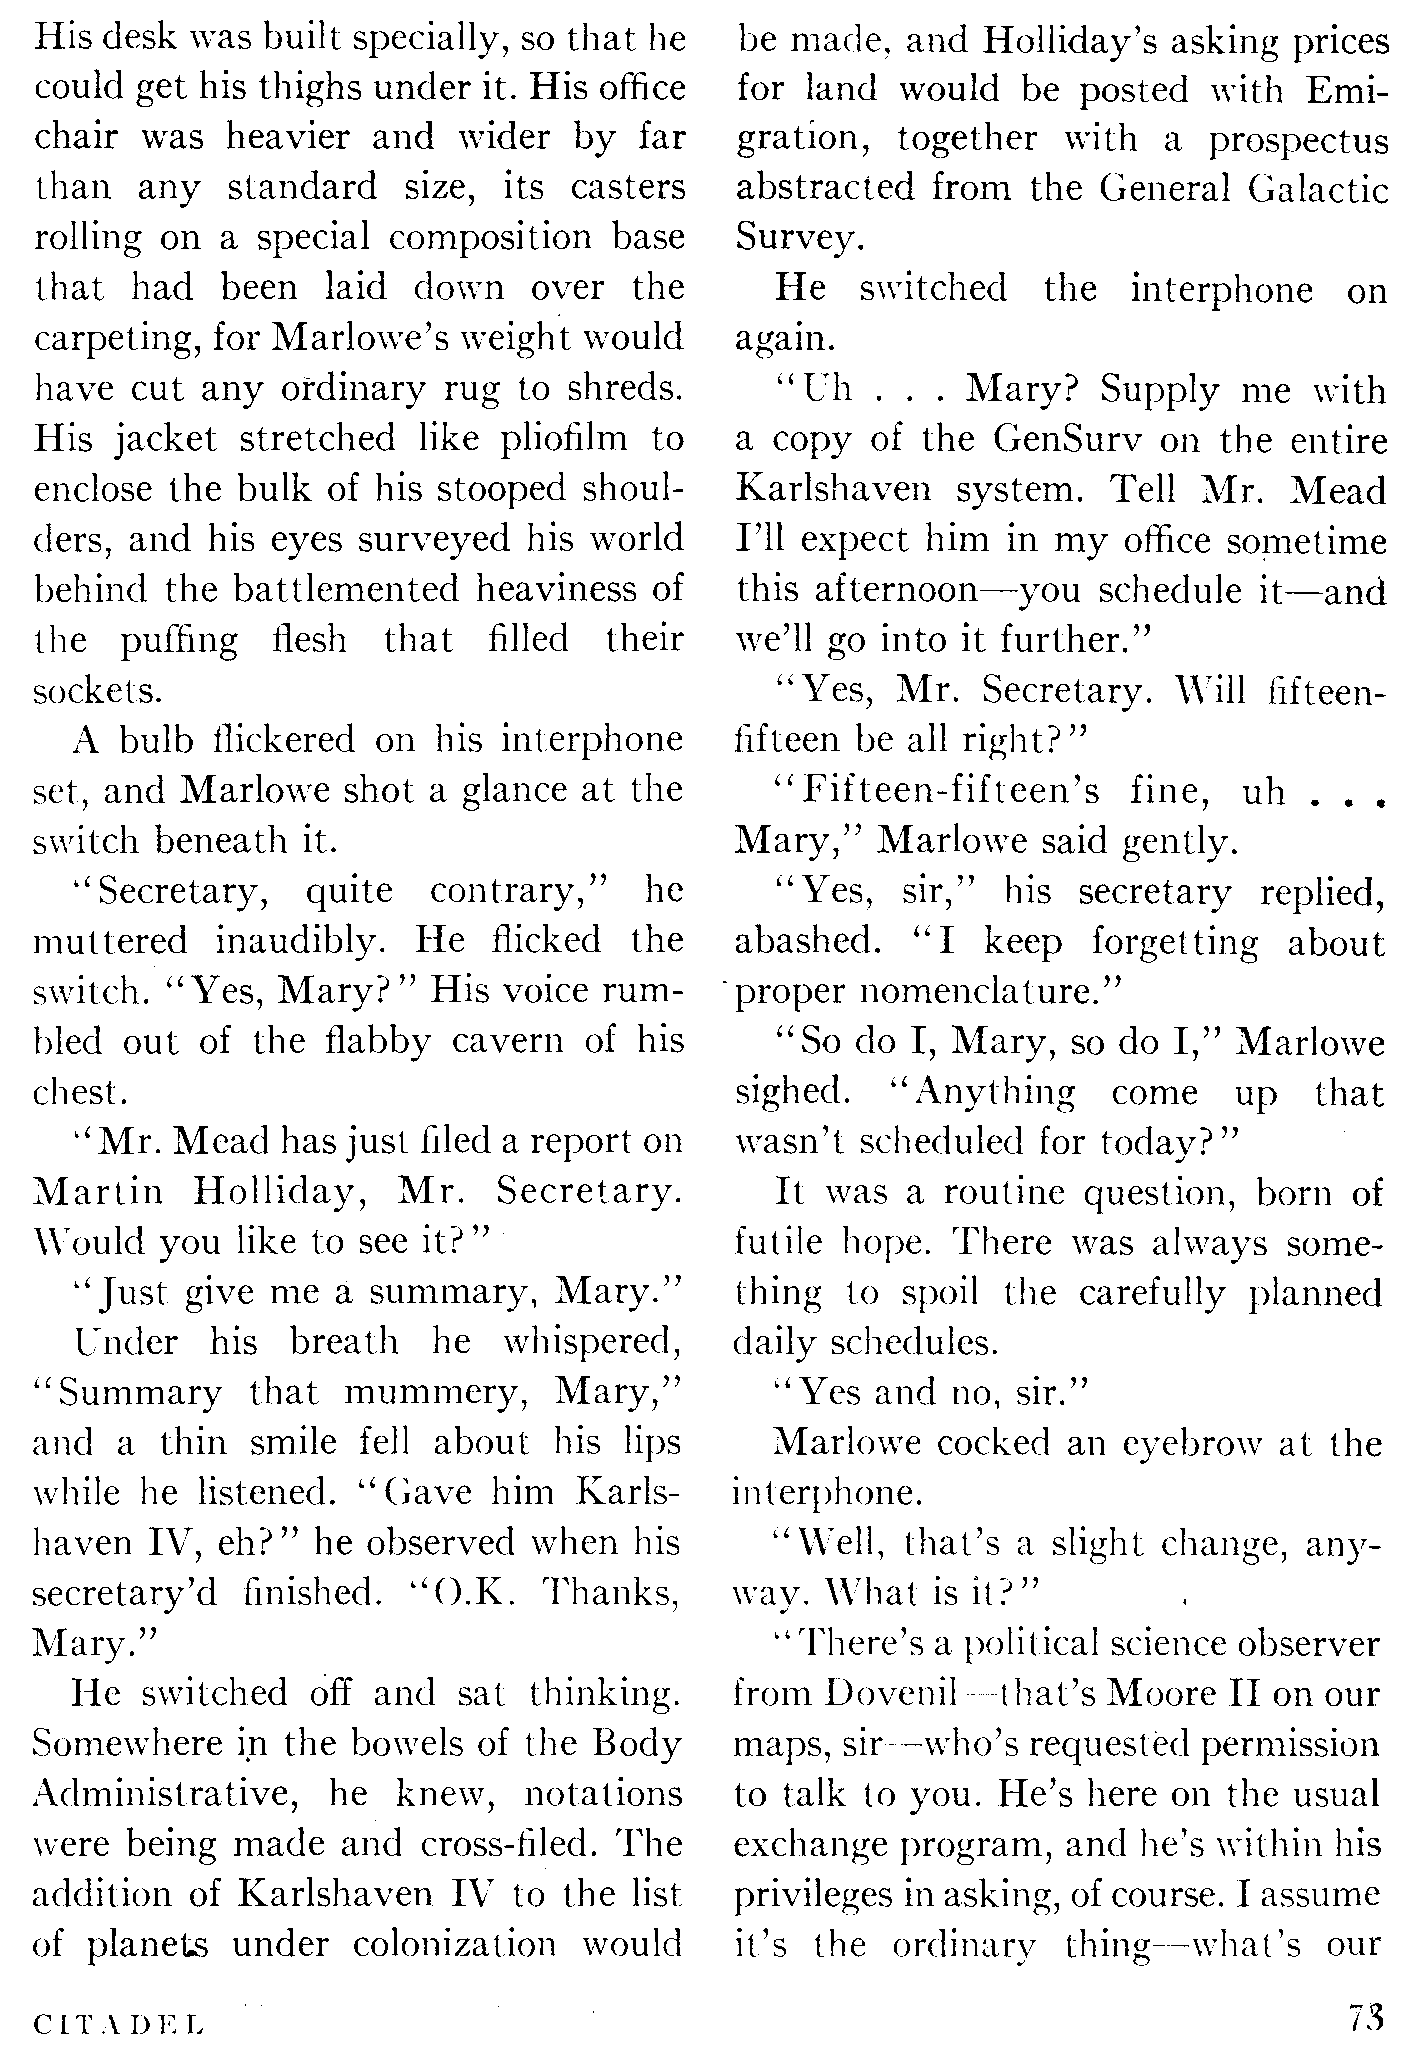 His desk was built specially, so that he
could get his thighs under it. His office
chair was heavier and wider by far
than any standard size, its casters
rolling on a special composition base
that had been laid down over the
carpeting, for Marlowe's weight would
have cut any ordinary rug to shreds.
His jacket stretched like pliofilm to
enclose the bulk of his stooped shoul-
ders, and his eyes surveyed his world
behind the battlemented heaviness of
the puffing flesh that filled their
sockets.
A bulb flickered on his interphone
set, and Marlowe shot a glance at the
switch beneath it.
“Secretary, quite contrary,” he
muttered inaudibly. He flicked the
switch. “Yes, Mary?” His voice rum-
bled out of the flabby cavern of his
chest.
“Mr. Mead has just filed a report on
Martin Holliday, Mr. Secretary.
Would you like to see it?”
“Just give me a summary, Mary.”
Under his breath he whispered,
“Summary that mummery, Mary,”
and a thin smile fell about his lips
while he listened. “Gave him Karls-
haven IV, eh?” he observed when his
secretary'd finished. “O.K. Thanks,
Mary.”
He switched off and sat thinking.
Somewhere in the bowels of the Body
Administrative, he knew, notations
were being made and cross-filed. The
addition of Karlshaven IV to the list
of planets under colonization would
be made, and Holliday's asking prices
for land would be posted with Emi-
gration, together with a prospectus
abstracted from the General Galactic
Survey.
He switched the interphone on
again.
“Uh . . . Mary? Supply me with
a copy of the GenSurv on the entire
Karlshaven system. Tell Mr. Mead
I'll expect him in my office sometime
this afternoon—you schedule it—and
we'll go into it further.”
“Yes, Mr. Secretary. Will fifteen-
fifteen be all right?”
“Fifteen-fifteen's fine, uh . . .
Mary,” Marlowe said gently.
“Yes, sir,” his secretary replied,
abashed. “I keep forgetting about
proper nomenclature.”
“So do I, Mary, so do I,” Marlowe
sighed. “Anything come up that
wasn't scheduled for today?”
It was a routine question, born of
futile hope. There was always some-
thing to spoil the carefully planned
daily schedules.
“Yes and no, sir.”
Marlowe cocked an eyebrow at the
interphone.
“Well, that's a slight change, any-
way. What is it?”
“There's a political science observer
from Dovenil—that's Moore II on our
maps, sir—who's requested permission
to talk to you. He's here on the usual
exchange program, and he's within his
privileges in asking, of course. I assume
it's the ordinary thing—what's our
CITADEL
73